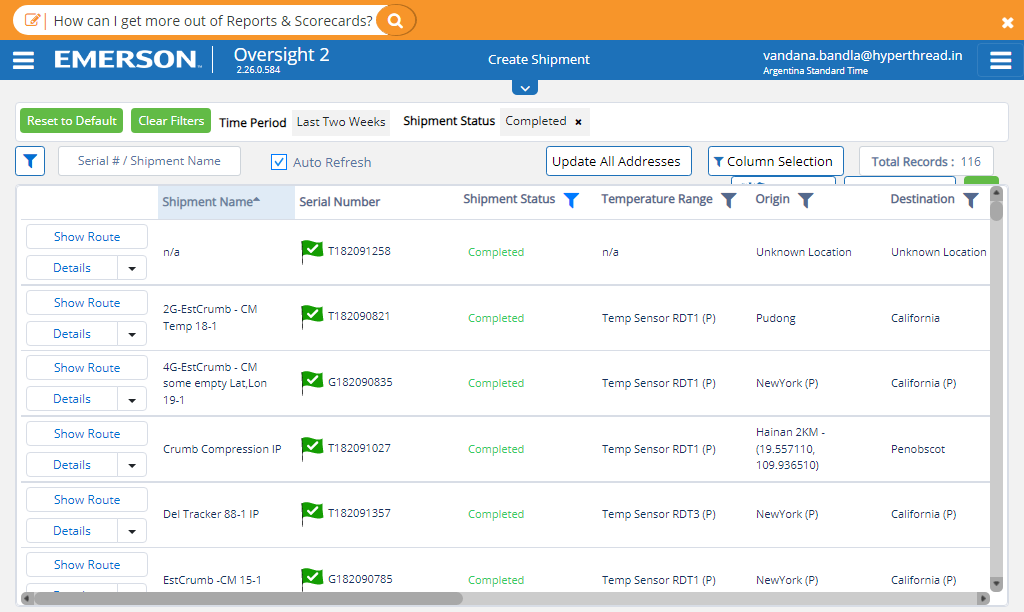 How can I get more out of Reports & Scorecards?
EMERSON
Oversight 2
2.26.0.584
Create Shipment
vandana.bandla@hyperthread.in
Argentina Standard Time
Reset to Default
Clear Filters
Time Period
Last Two Weeks
Shipment Status
Completed ×
Serial # / Shipment Name
Auto Refresh
Update All Addresses
Column Selection
Total Records : 116
Shipment Name
Serial Number
Shipment Status
Temperature Range
Origin
Destination
Show Route
Details
n/a
T182091258
Completed
n/a
Unknown Location
Unknown Location
Show Route
Details
2G-EstCrumb - CM
Temp 18-1
T182090821
Completed
Temp Sensor RDT1 (P)
Pudong
California
Show Route
Details
4G-EstCrumb - CM
some empty Lat,Lon
19-1
G182090835
Completed
Temp Sensor RDT1 (P)
NewYork (P)
California (P)
Show Route
Details
Crumb Compression IP
T182091027
Completed
Temp Sensor RDT1 (P)
Hainan 2KM -
(19.557110,
109.936510)
Penobscot
Show Route
Details
Del Tracker 88-1 IP
T182091357
Completed
Temp Sensor RDT3 (P)
NewYork (P)
California (P)
Show Route
EstCrumb -CM 15-1
G182090785
Completed
Temp Sensor RDT1 (P)
NewYork (P)
California (P)